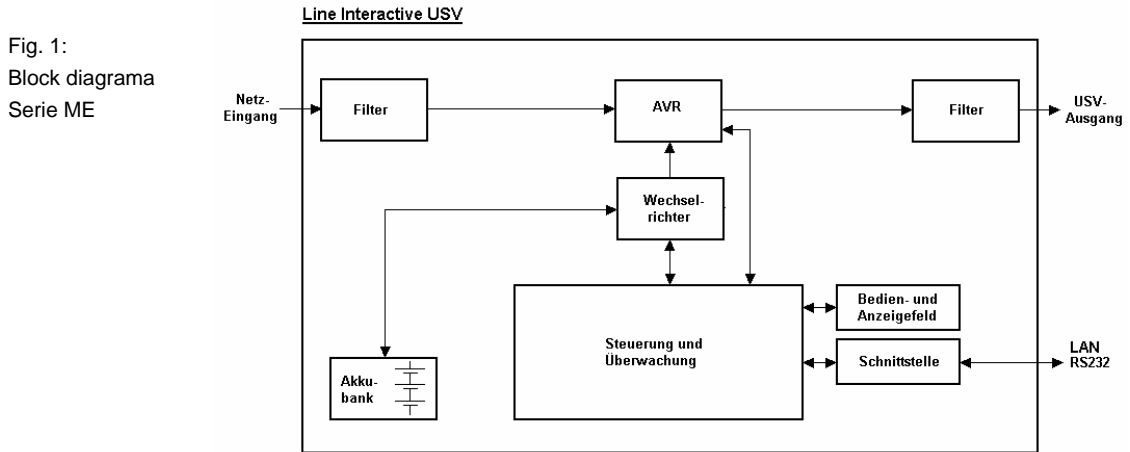 Line Interactive USV
Fig. 1:
Block diagrama
Serie ME
Netz-
Eingang
Filter
AVR
Filter
USV-
Ausgang
Wechsel-
richter
Steuerung und
Überwachung
Bedien- und
Anzeigefeld
Schnittstelle
LAN
RS232
Akku-
bank